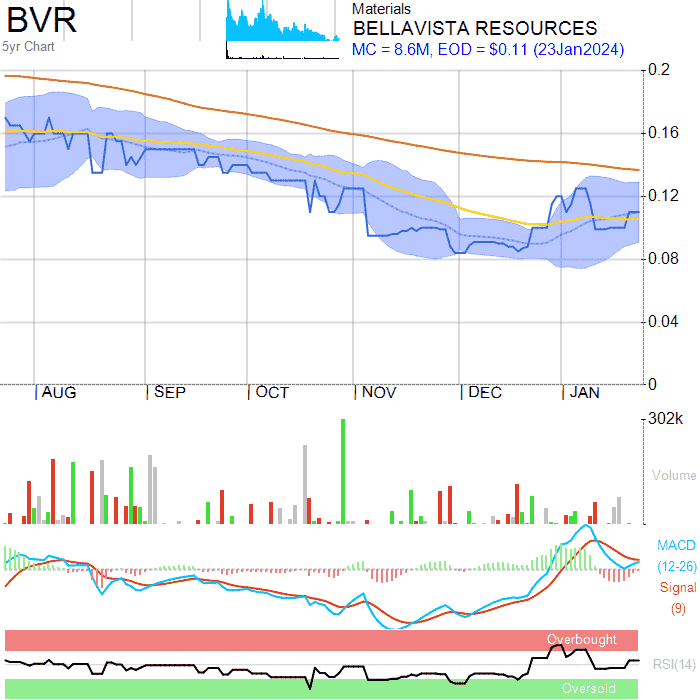 BVR
5yr Chart
Materials
BELLAVISTA RESOURCES
MC = 8.6M, EOD = $0.11 (23Jan2024)
0.2
0.16
0.12
0.08
0.04
0
AUG SEP OCT NOV DEC JAN
302k
Volume
MACD
(12-26)
Signal
(9)
Overbought
RSI(14)
Oversold